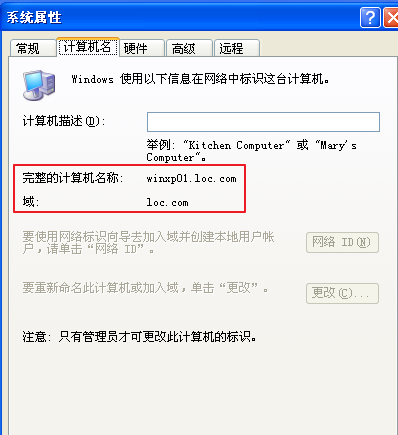 系统属性
常规 计算机名 硬件 高级 远程
Windows 使用以下信息在网络中标识这台计算机。
计算机描述(D):
举例: "Kitchen Computer" 或 "Mary's
Computer"。
完整的计算机名称: winxp01.loc.com
域: loc.com
要使用网络标识向导去加入域并创建本地用户帐
户，请单击“网络 ID”。
网络 ID(N)
要重新命名此计算机或加入域，单击“更改”。
更改(C)...
注意: 只有管理员才可更改此计算机的标识。